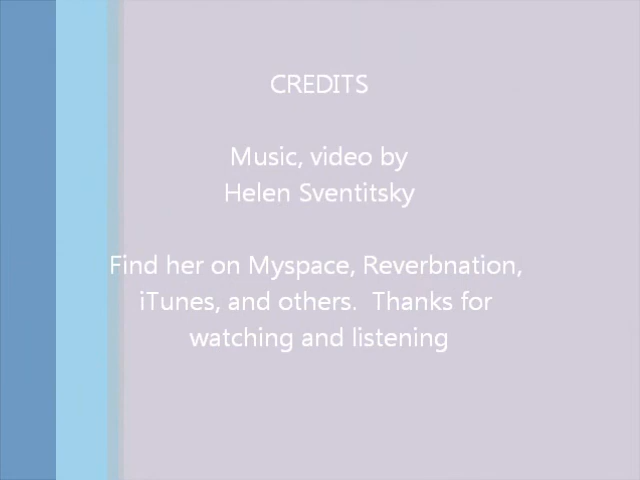 CREDITS
Music, video by
Helen Sventitsky
Find her on Myspace, Reverbnation,
iTunes, and others.  Thanks for
watching and listening